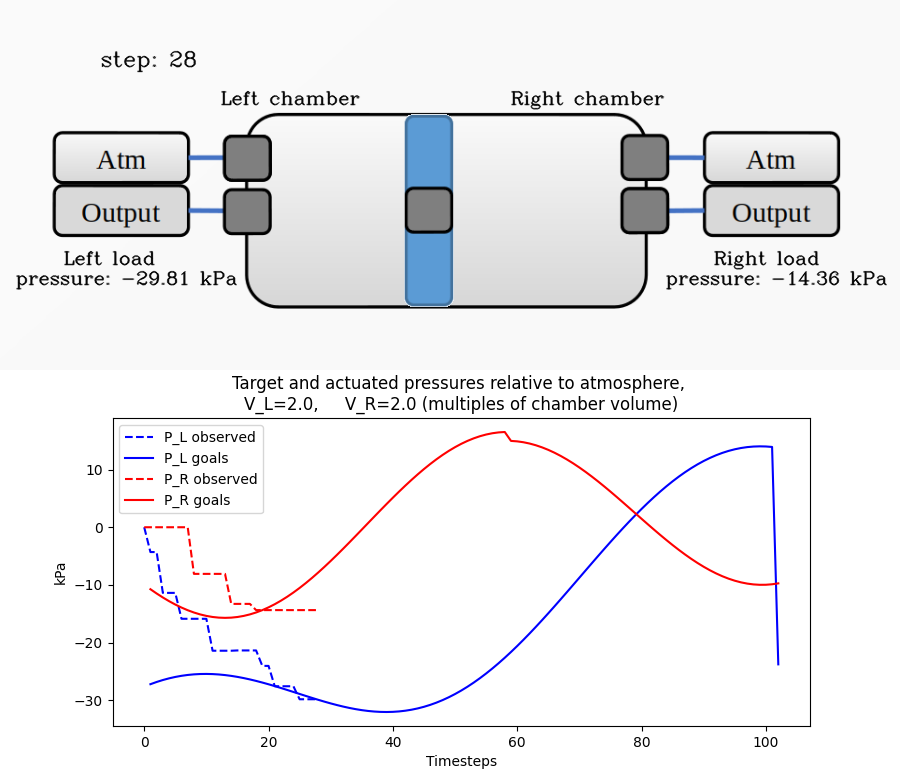 step: 28
Left chamber
Right chamber
Atm
Atm
Output
Output
Left load
pressure: −29.81 kPa
Right load
pressure: −14.36 kPa
Target and actuated pressures relative to atmosphere,
V_L=2.0, V_R=2.0 (multiples of chamber volume)
P_L observed
P_L goals
P_R observed
P_R goals
10
0
−10
−20
−30
kPa
0 20 40 60 80 100
Timesteps